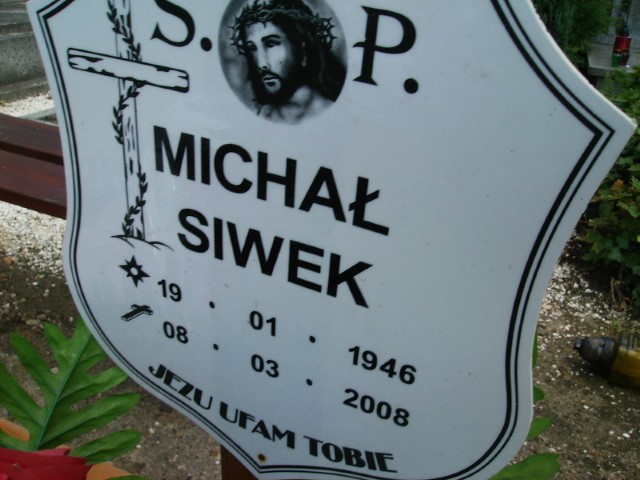 Ś. P.
MICHAŁ
SIWEK
19 . 01 . 1946
08 . 03 . 2008
JEZU UFAM TOBIE